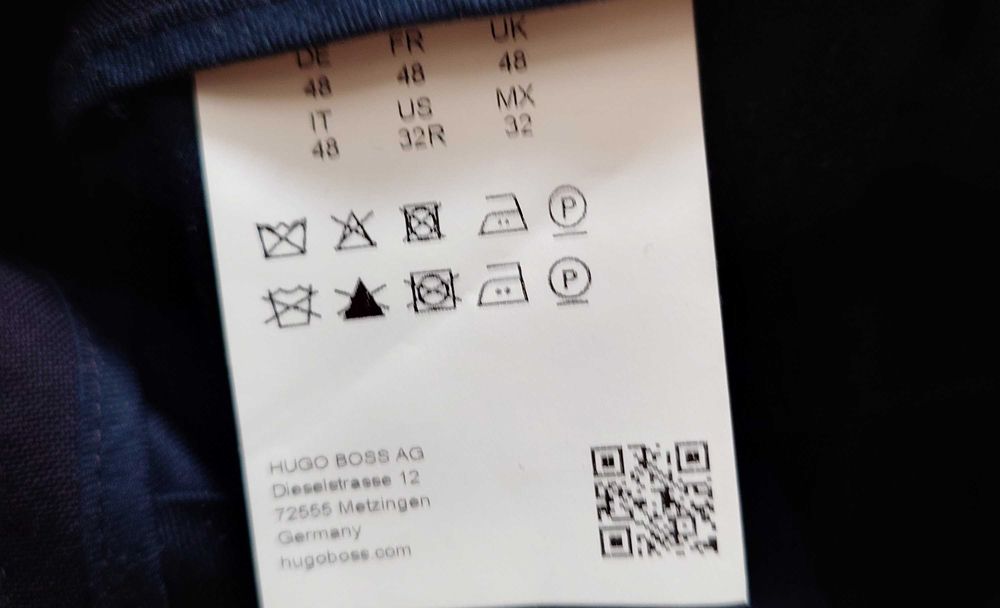 DE FR UK
48 48 48
IT US MX
48 32R 32
P
P
HUGO BOSS AG
Dieselstrasse 12
72555 Metzingen
Germany
hugoboss.com